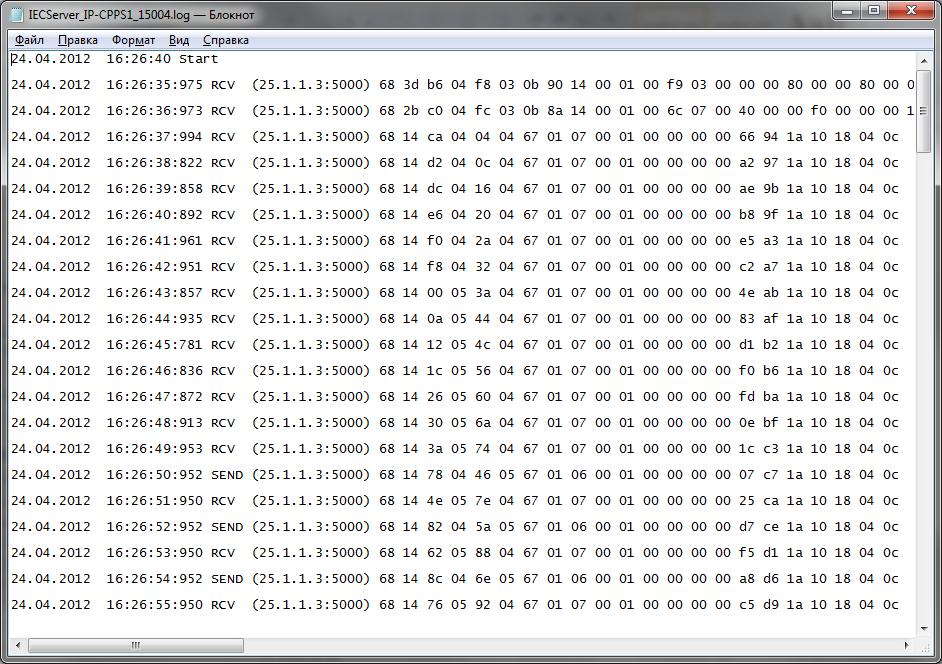 IECServer_IP-CPPS1_15004.log — Блокнот
Файл Правка Формат Вид Справка
24.04.2012 16:26:40 Start
24.04.2012 16:26:35:975 RCV (25.1.1.3:5000) 68 3d b6 04 f8 03 0b 90 14 00 01 00 f9 03 00 00 00 80 00 00 80 00 0
24.04.2012 16:26:36:973 RCV (25.1.1.3:5000) 68 2b c0 04 fc 03 0b 8a 14 00 01 00 6c 07 00 40 00 00 f0 00 00 00 1
24.04.2012 16:26:37:994 RCV (25.1.1.3:5000) 68 14 ca 04 04 04 67 01 07 00 01 00 00 00 00 66 94 1a 10 18 04 0c
24.04.2012 16:26:38:822 RCV (25.1.1.3:5000) 68 14 d2 04 0c 04 67 01 07 00 01 00 00 00 00 a2 97 1a 10 18 04 0c
24.04.2012 16:26:39:858 RCV (25.1.1.3:5000) 68 14 dc 04 16 04 67 01 07 00 01 00 00 00 00 ae 9b 1a 10 18 04 0c
24.04.2012 16:26:40:892 RCV (25.1.1.3:5000) 68 14 e6 04 20 04 67 01 07 00 01 00 00 00 00 b8 9f 1a 10 18 04 0c
24.04.2012 16:26:41:961 RCV (25.1.1.3:5000) 68 14 f0 04 2a 04 67 01 07 00 01 00 00 00 00 e5 a3 1a 10 18 04 0c
24.04.2012 16:26:42:951 RCV (25.1.1.3:5000) 68 14 f8 04 32 04 67 01 07 00 01 00 00 00 00 c2 a7 1a 10 18 04 0c
24.04.2012 16:26:43:857 RCV (25.1.1.3:5000) 68 14 00 05 3a 04 67 01 07 00 01 00 00 00 00 4e ab 1a 10 18 04 0c
24.04.2012 16:26:44:935 RCV (25.1.1.3:5000) 68 14 0a 05 44 04 67 01 07 00 01 00 00 00 00 83 af 1a 10 18 04 0c
24.04.2012 16:26:45:781 RCV (25.1.1.3:5000) 68 14 12 05 4c 04 67 01 07 00 01 00 00 00 00 d1 b2 1a 10 18 04 0c
24.04.2012 16:26:46:836 RCV (25.1.1.3:5000) 68 14 1c 05 56 04 67 01 07 00 01 00 00 00 00 f0 b6 1a 10 18 04 0c
24.04.2012 16:26:47:872 RCV (25.1.1.3:5000) 68 14 26 05 60 04 67 01 07 00 01 00 00 00 00 fd ba 1a 10 18 04 0c
24.04.2012 16:26:48:913 RCV (25.1.1.3:5000) 68 14 30 05 6a 04 67 01 07 00 01 00 00 00 00 0e bf 1a 10 18 04 0c
24.04.2012 16:26:49:953 RCV (25.1.1.3:5000) 68 14 3a 05 74 04 67 01 07 00 01 00 00 00 00 1c c3 1a 10 18 04 0c
24.04.2012 16:26:50:952 SEND (25.1.1.3:5000) 68 14 78 04 46 05 67 01 06 00 01 00 00 00 00 07 c7 1a 10 18 04 0c
24.04.2012 16:26:51:950 RCV (25.1.1.3:5000) 68 14 4e 05 7e 04 67 01 07 00 01 00 00 00 00 25 ca 1a 10 18 04 0c
24.04.2012 16:26:52:952 SEND (25.1.1.3:5000) 68 14 82 04 5a 05 67 01 06 00 01 00 00 00 00 d7 ce 1a 10 18 04 0c
24.04.2012 16:26:53:950 RCV (25.1.1.3:5000) 68 14 62 05 88 04 67 01 07 00 01 00 00 00 00 f5 d1 1a 10 18 04 0c
24.04.2012 16:26:54:952 SEND (25.1.1.3:5000) 68 14 8c 04 6e 05 67 01 06 00 01 00 00 00 00 a8 d6 1a 10 18 04 0c
24.04.2012 16:26:55:950 RCV (25.1.1.3:5000) 68 14 76 05 92 04 67 01 07 00 01 00 00 00 00 c5 d9 1a 10 18 04 0c